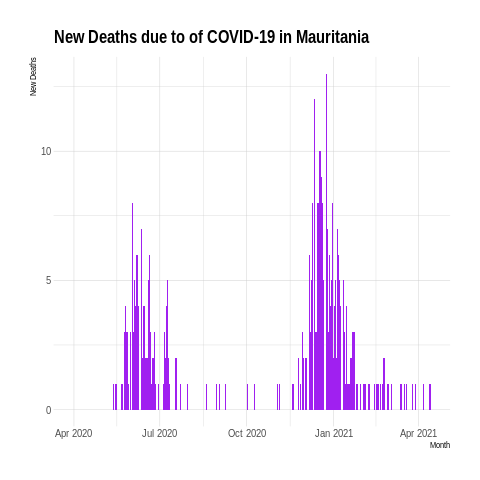 New Deaths due to of COVID-19 in Mauritania
New Deaths
10
5
0
Apr 2020 Jul 2020 Oct 2020 Jan 2021 Apr 2021
Month